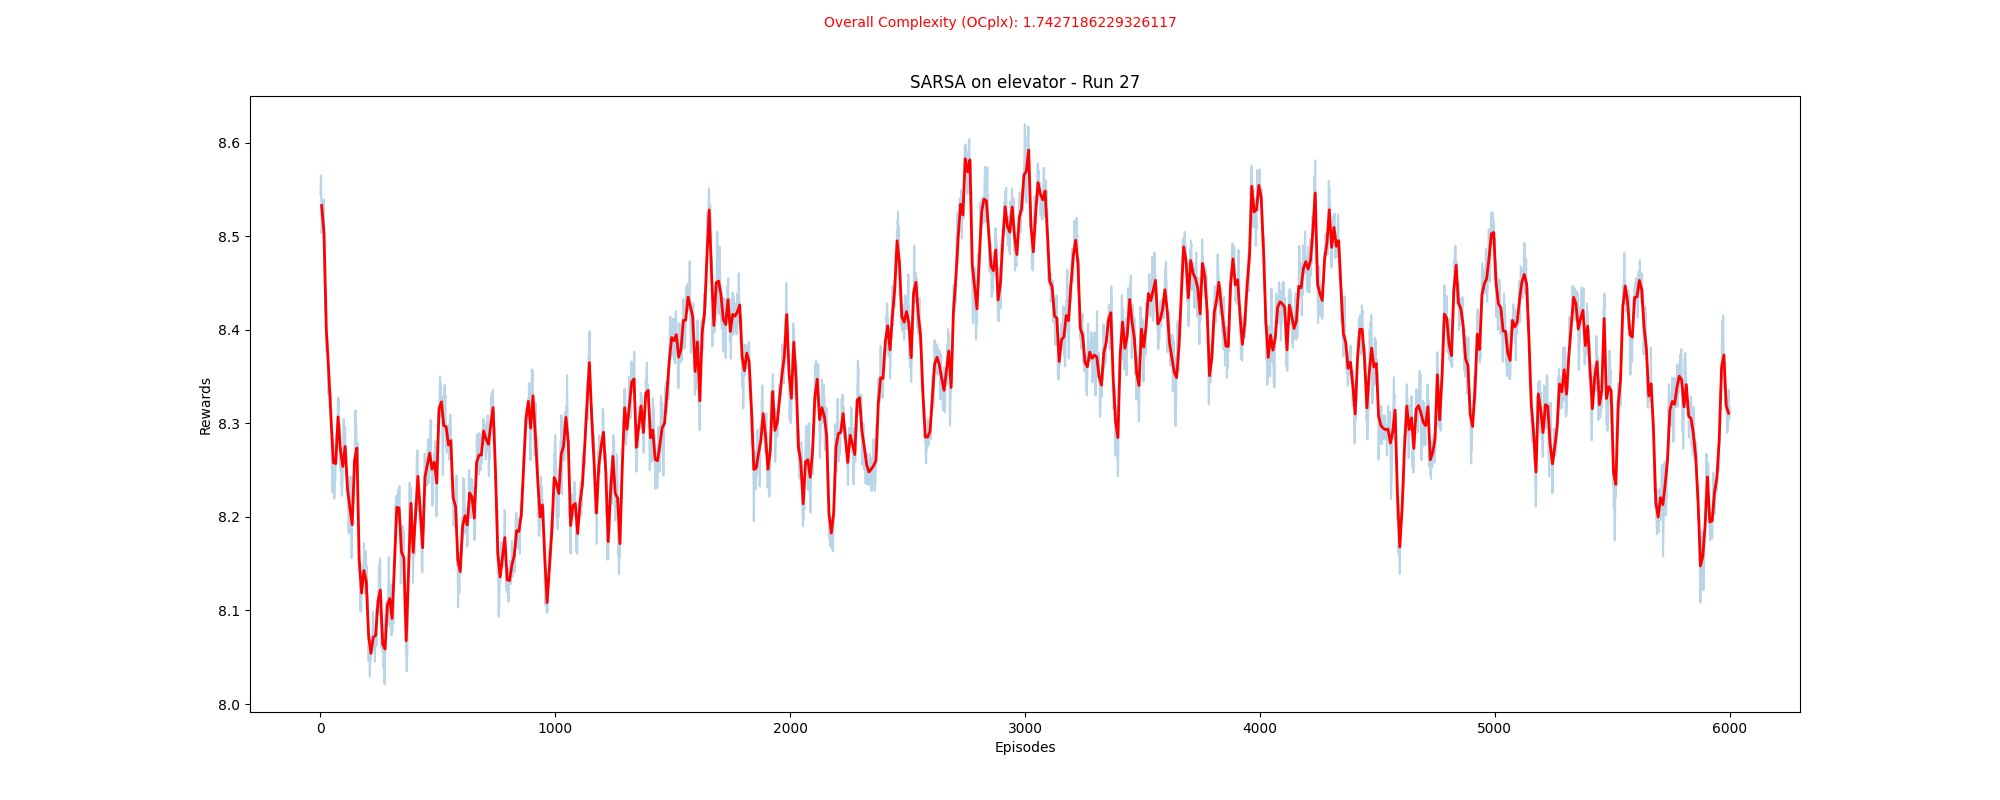 Overall Complexity (OCplx): 1.7427186229326117
SARSA on elevator - Run 27
8.6
8.5
8.4
8.3
8.2
8.1
8.0
Rewards
0 1000 2000 3000 4000 5000 6000
Episodes